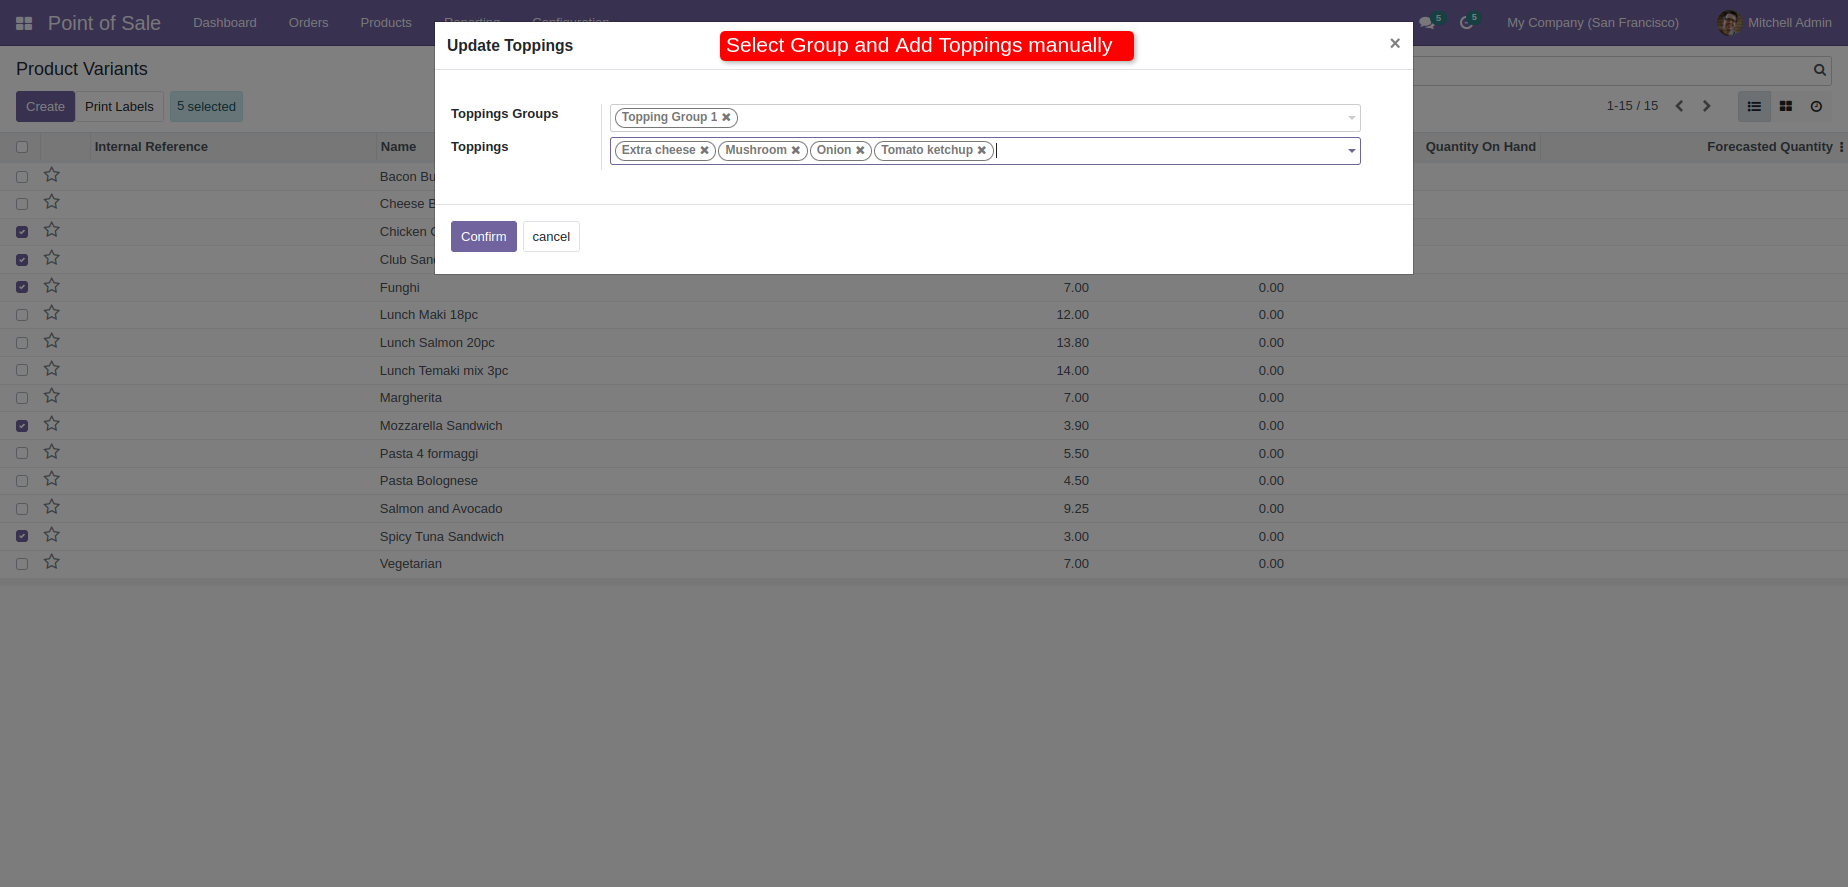 Point of Sale Dashboard Orders Products 5 5 My Company (San Francisco) Mitchell Admin
Update Toppings Select Group and Add Toppings manually ×
Product Variants
Create Print Labels 5 selected 1-15 / 15
Toppings Groups Topping Group 1 ✖
Toppings Extra cheese ✖ Mushroom ✖ Onion ✖ Tomato ketchup ✖
Internal Reference Name Quantity On Hand Forecasted Quantity
Bacon Bu
Cheese B
Chicken
Club San
Confirm cancel
Funghi 7.00 0.00
Lunch Maki 18pc 12.00 0.00
Lunch Salmon 20pc 13.80 0.00
Lunch Temaki mix 3pc 14.00 0.00
Margherita 7.00 0.00
Mozzarella Sandwich 3.90 0.00
Pasta 4 formaggi 5.50 0.00
Pasta Bolognese 4.50 0.00
Salmon and Avocado 9.25 0.00
Spicy Tuna Sandwich 3.00 0.00
Vegetarian 7.00 0.00